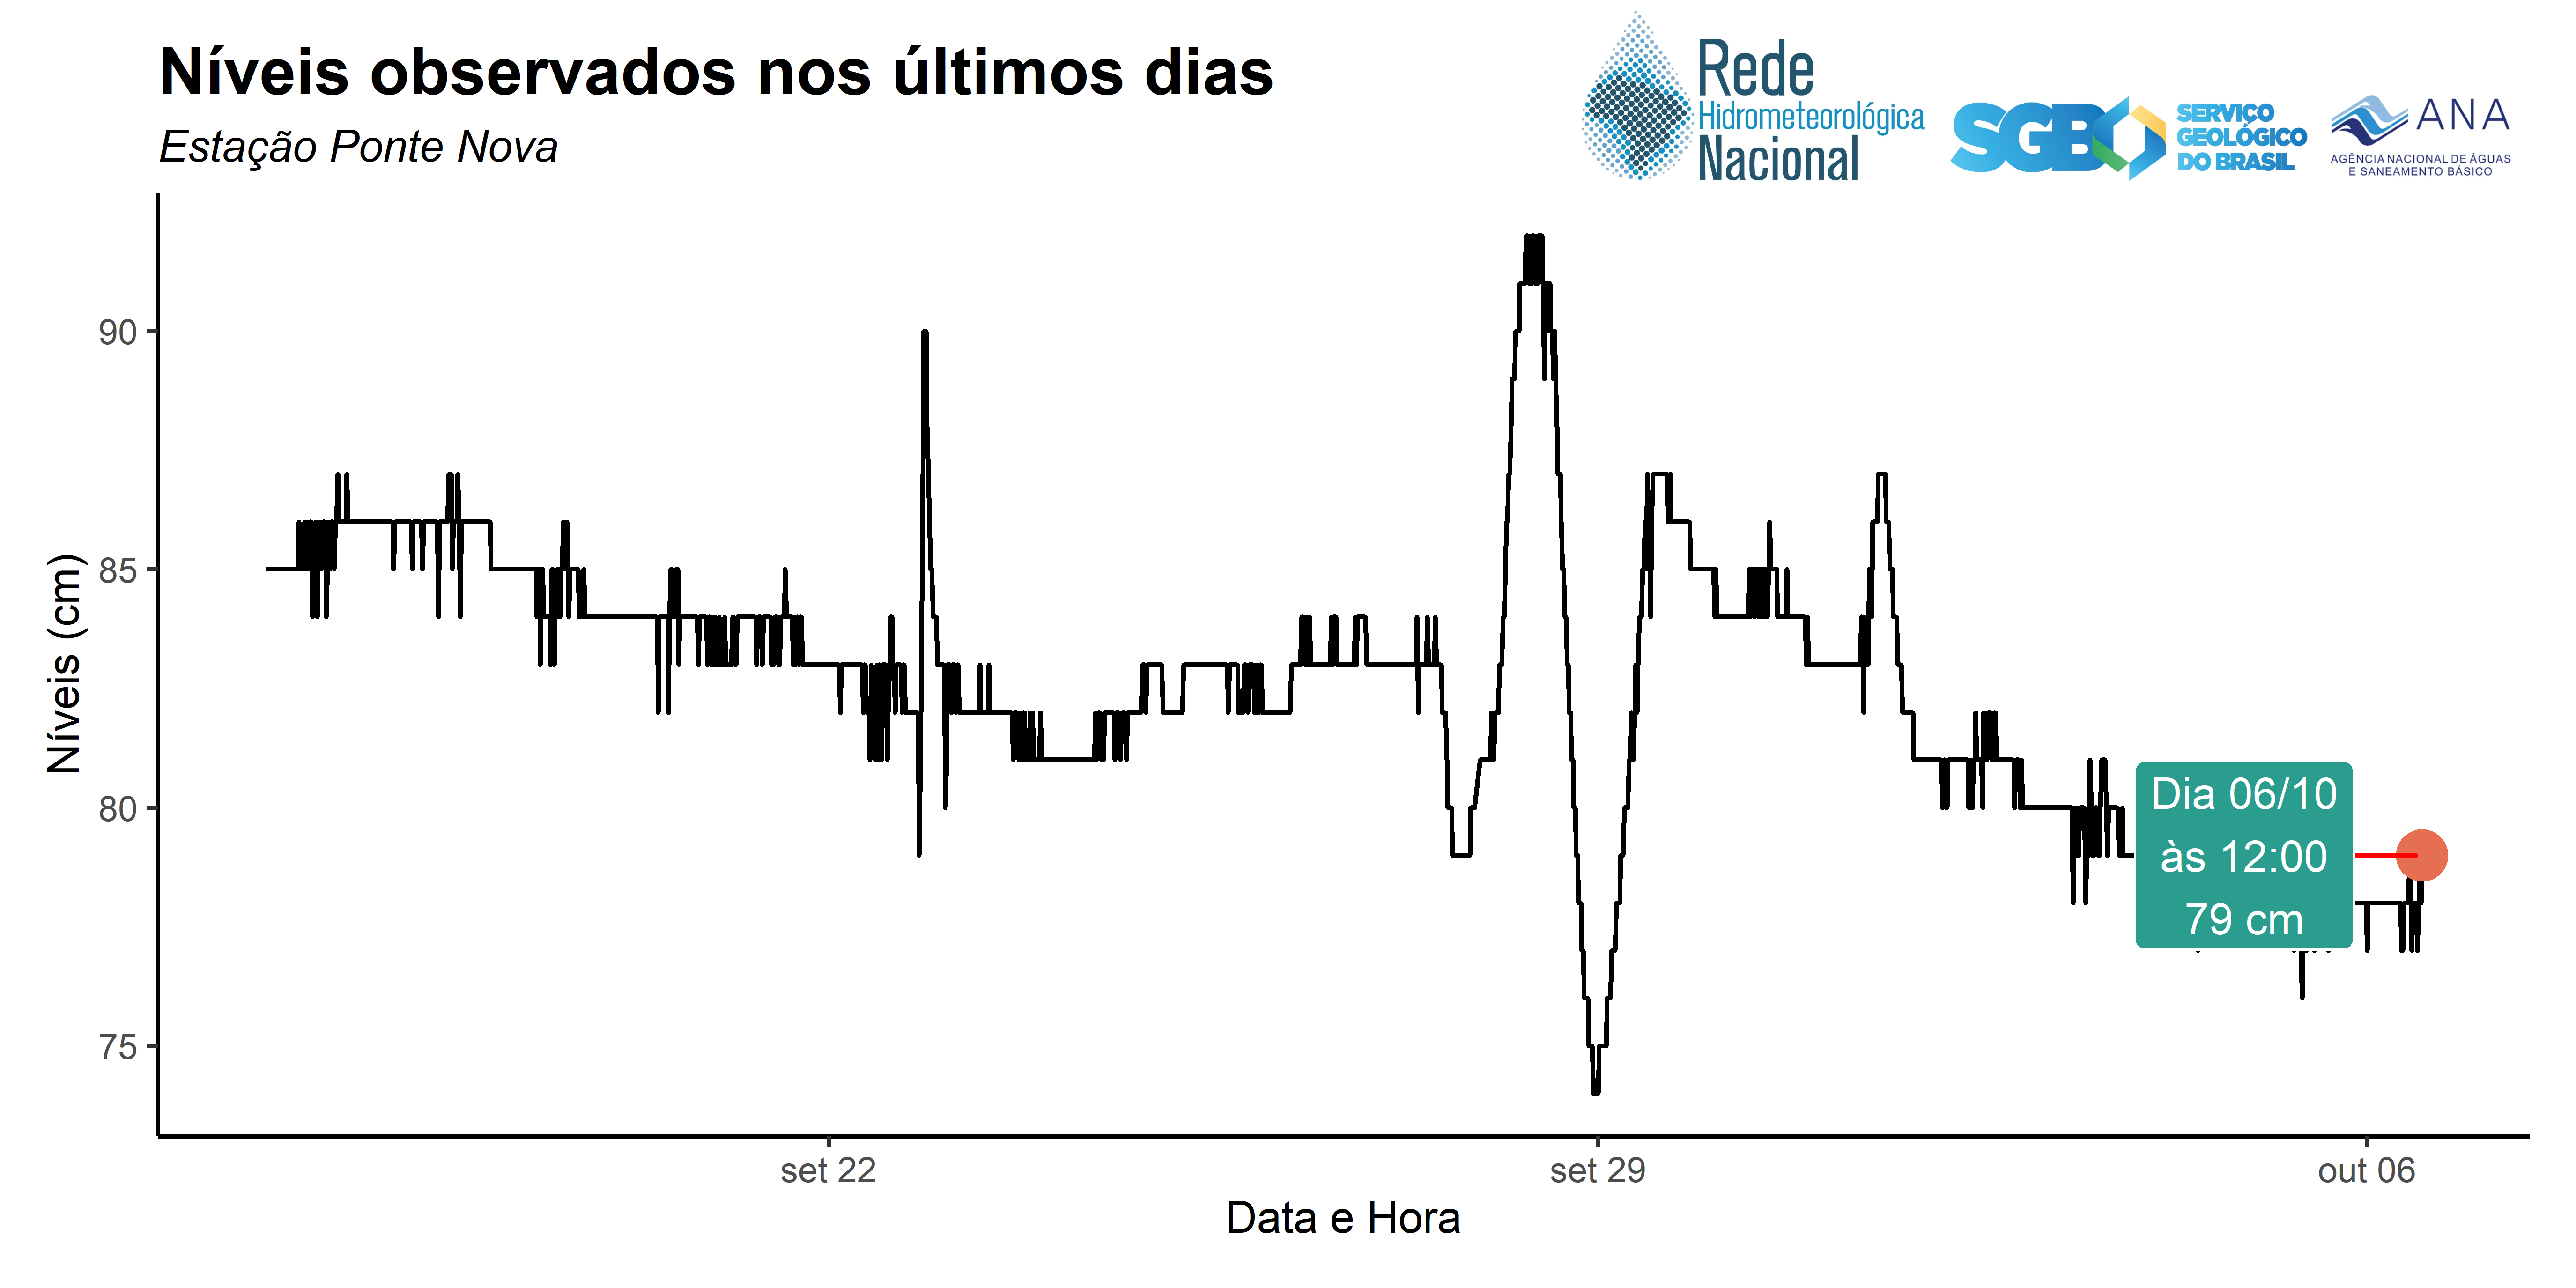 Níveis observados nos últimos dias
Estação Ponte Nova
Rede
Hidrometeorológica
Nacional
SGB
SERVIÇO
GEOLÓGICO
DO BRASIL
ANA
AGÊNCIA NACIONAL DE ÁGUAS
E SANEAMENTO BÁSICO
Níveis (cm)
90
85
80
75
Dia 06/10
às 12:00
79 cm
set 22
set 29
out 06
Data e Hora